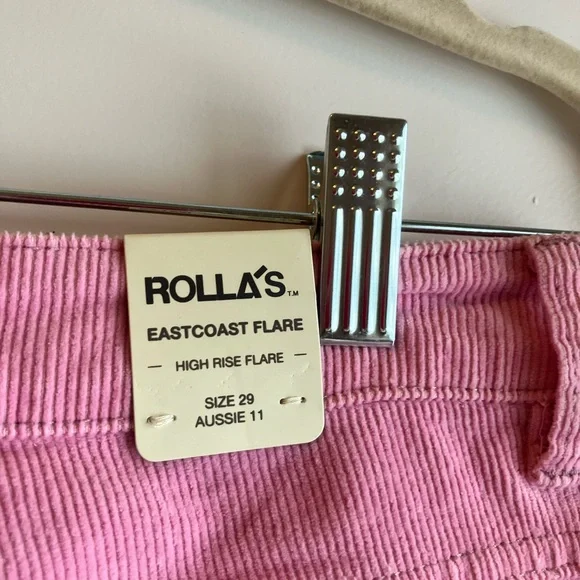 ROLLA'S TM
EASTCOAST FLARE
— HIGH RISE FLARE —
SIZE 29
AUSSIE 11